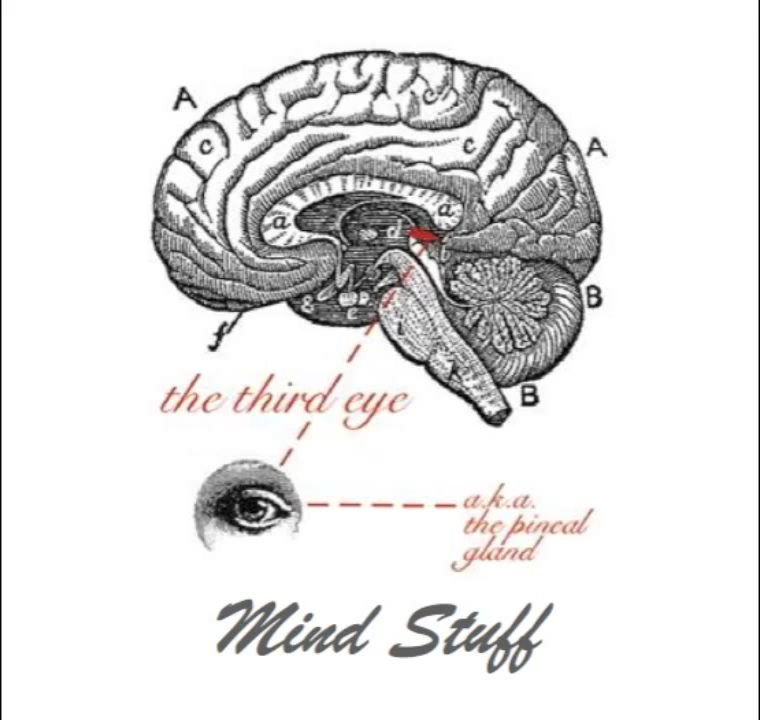 A
c
c
c
A
a
a
d
b
B
g
e
f
i
k
B
the third eye
a.k.a.
the pineal
gland
Mind Stuff